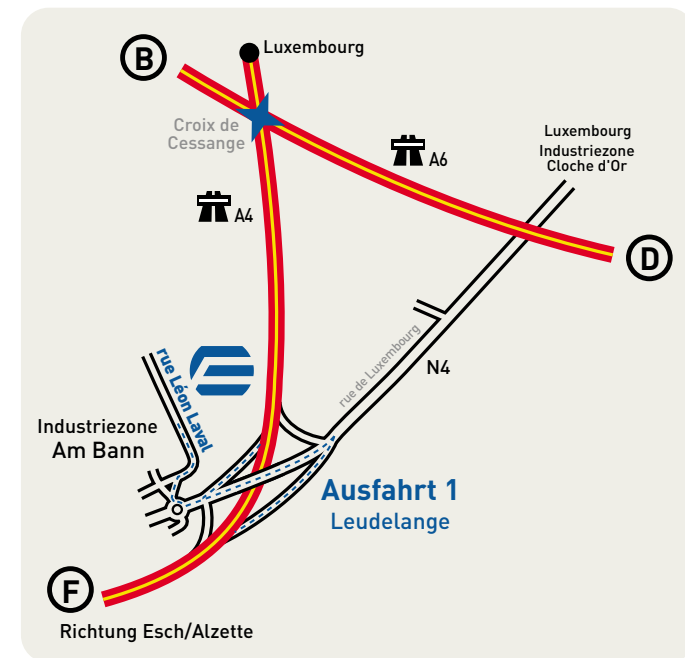 Luxembourg
B
Croix de
Cessange
Luxembourg
Industriezone
Cloche d'Or
A6
A4
D
rue de Luxembourg
N4
rue Léon Laval
Industriezone
Am Bann
Ausfahrt 1
Leudelange
F
Richtung Esch/Alzette